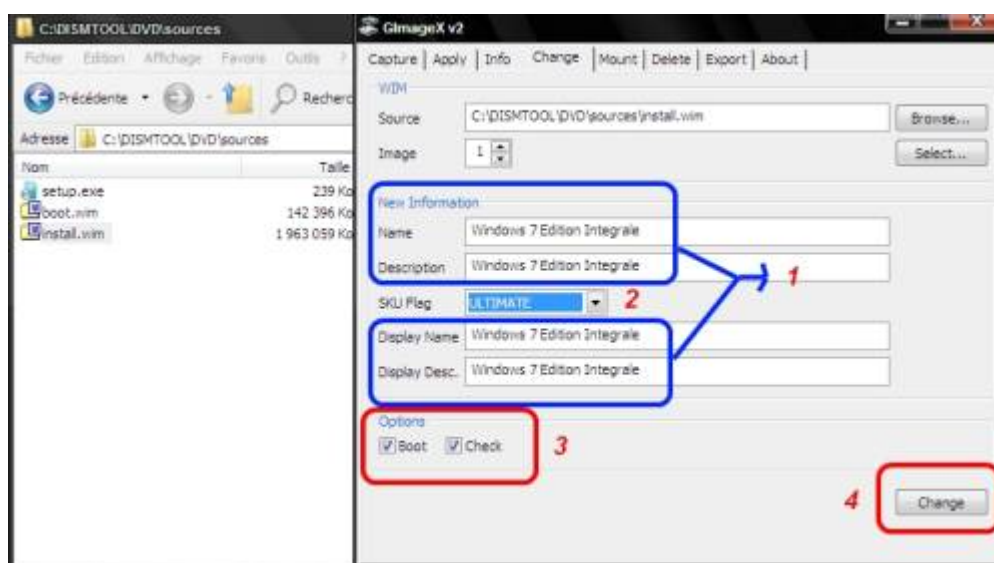 C:\DISMTOOL\DVD\sources
Fichier Edition Affichage Favoris Outils ?
Précédente
Recherc
Adresse C:\DISMTOOL\DVD\sources
Nom Taille
setup.exe 239 Ko
boot.wim 142 396 Ko
install.wim 1 963 059 Ko
GImageX v2
Capture Apply Info Change Mount Delete Export About
WIM
Source C:\DISMTOOL\DVD\sources\install.wim Browse...
Image 1 Select...
New Information
Name Windows 7 Edition Integrale
Description Windows 7 Edition Integrale
1
SKU Flag ULTIMATE 2
Display Name Windows 7 Edition Integrale
Display Desc. Windows 7 Edition Integrale
Options
Boot Check 3
4 Change